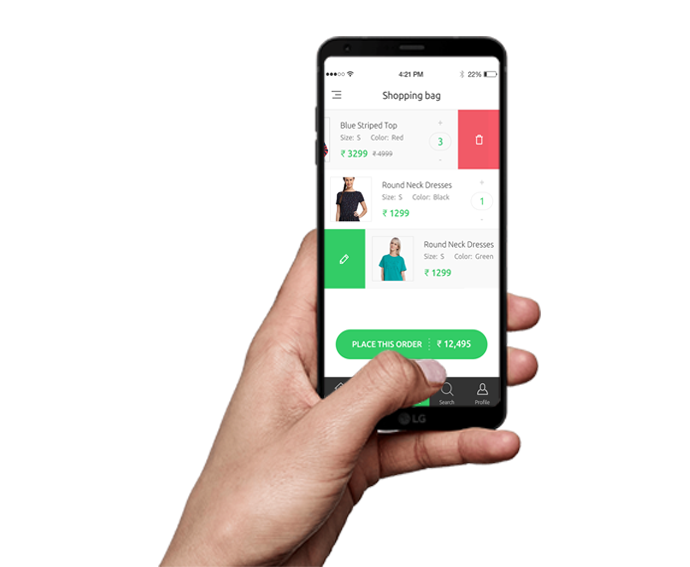 4:21 PM
22%
Shopping bag
Blue Striped Top
Size: S Color: Red
₹ 3299 ₹ 4999
+
3
-
Round Neck Dresses
Size: S Color: Black
₹ 1299
+
1
-
Round Neck Dresses
Size: S Color: Green
₹ 1299
PLACE THIS ORDER ₹ 12,495
Search
Profile
LG